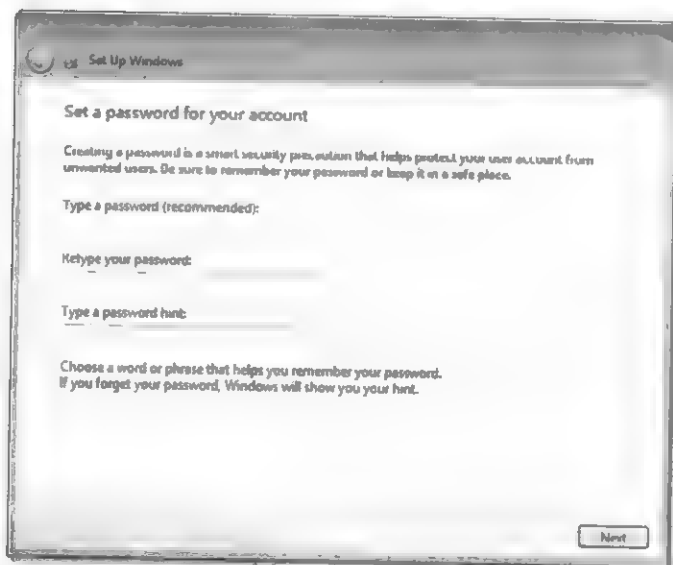 Set Up Windows
Set a password for your account
Creating a password is a smart security precaution that helps protect your user account from
unwanted users. Be sure to remember your password or keep it in a safe place.
Type a password (recommended):
Retype your password:
Type a password hint:
Choose a word or phrase that helps you remember your password.
If you forget your password, Windows will show you your hint.
Next